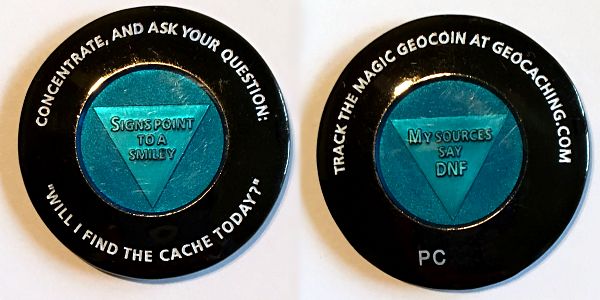 CONCENTRATE, AND ASK YOUR QUESTION:
SIGNS POINT
TO A
SMILEY
"WILL I FIND THE CACHE TODAY?"
TRACK THE MAGIC GEOCOIN AT GEOCACHING.COM
MY SOURCES
SAY
DNF
PC